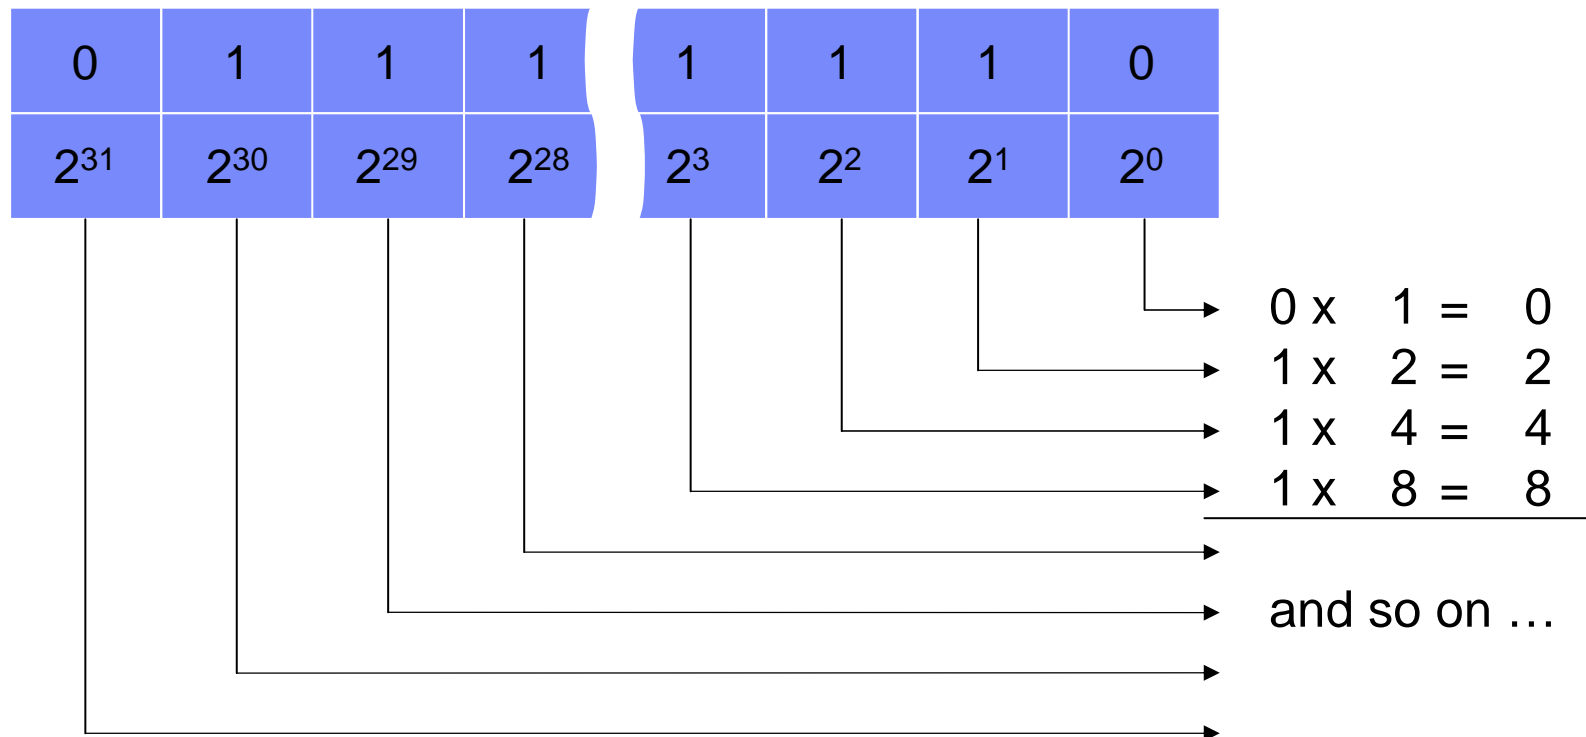 0 1 1 1 1 1 1 0
2³¹ 2³⁰ 2²⁹ 2²⁸ 2³ 2² 2¹ 2⁰
0 x 1 = 0
1 x 2 = 2
1 x 4 = 4
1 x 8 = 8
and so on …